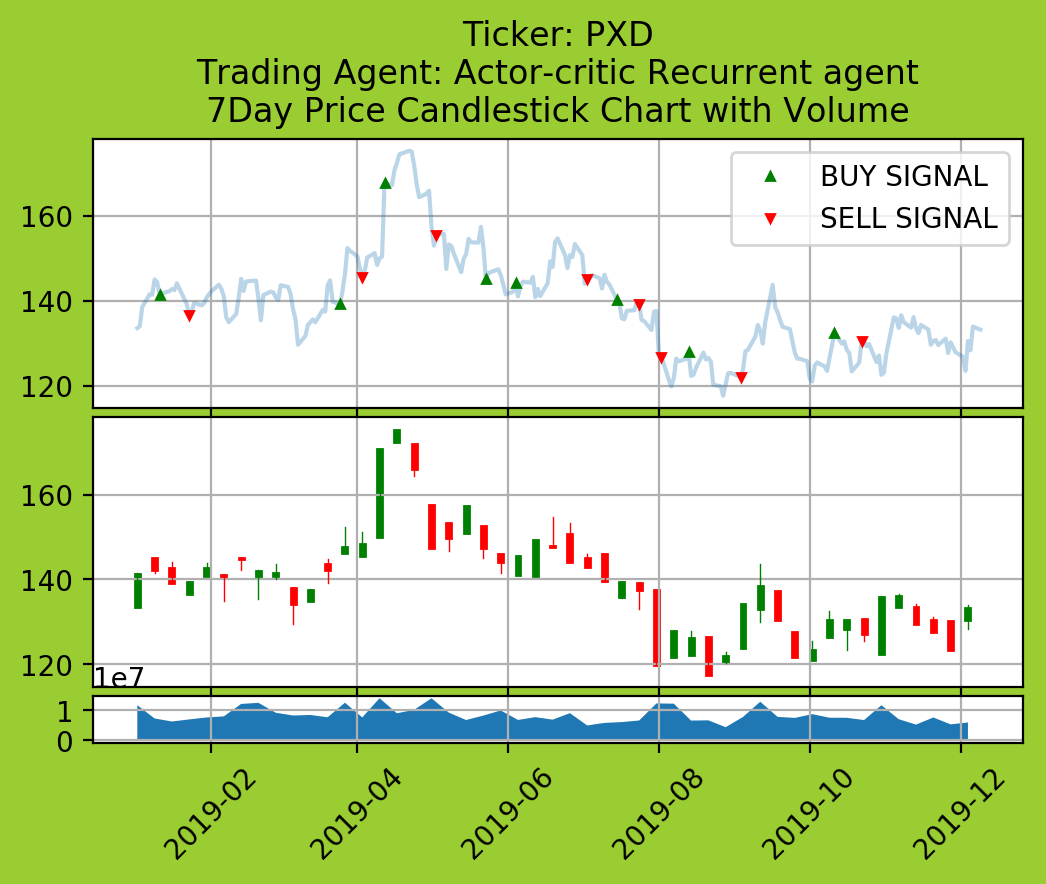 Ticker: PXD
Trading Agent: Actor-critic Recurrent agent
7Day Price Candlestick Chart with Volume
BUY SIGNAL
SELL SIGNAL
160
140
120
160
140
120
1e7
1
0
2019-02
2019-04
2019-06
2019-08
2019-10
2019-12